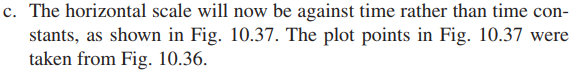 c. The horizontal scale will now be against time rather than time con-
stants, as shown in Fig. 10.37. The plot points in Fig. 10.37 were
taken from Fig. 10.36.